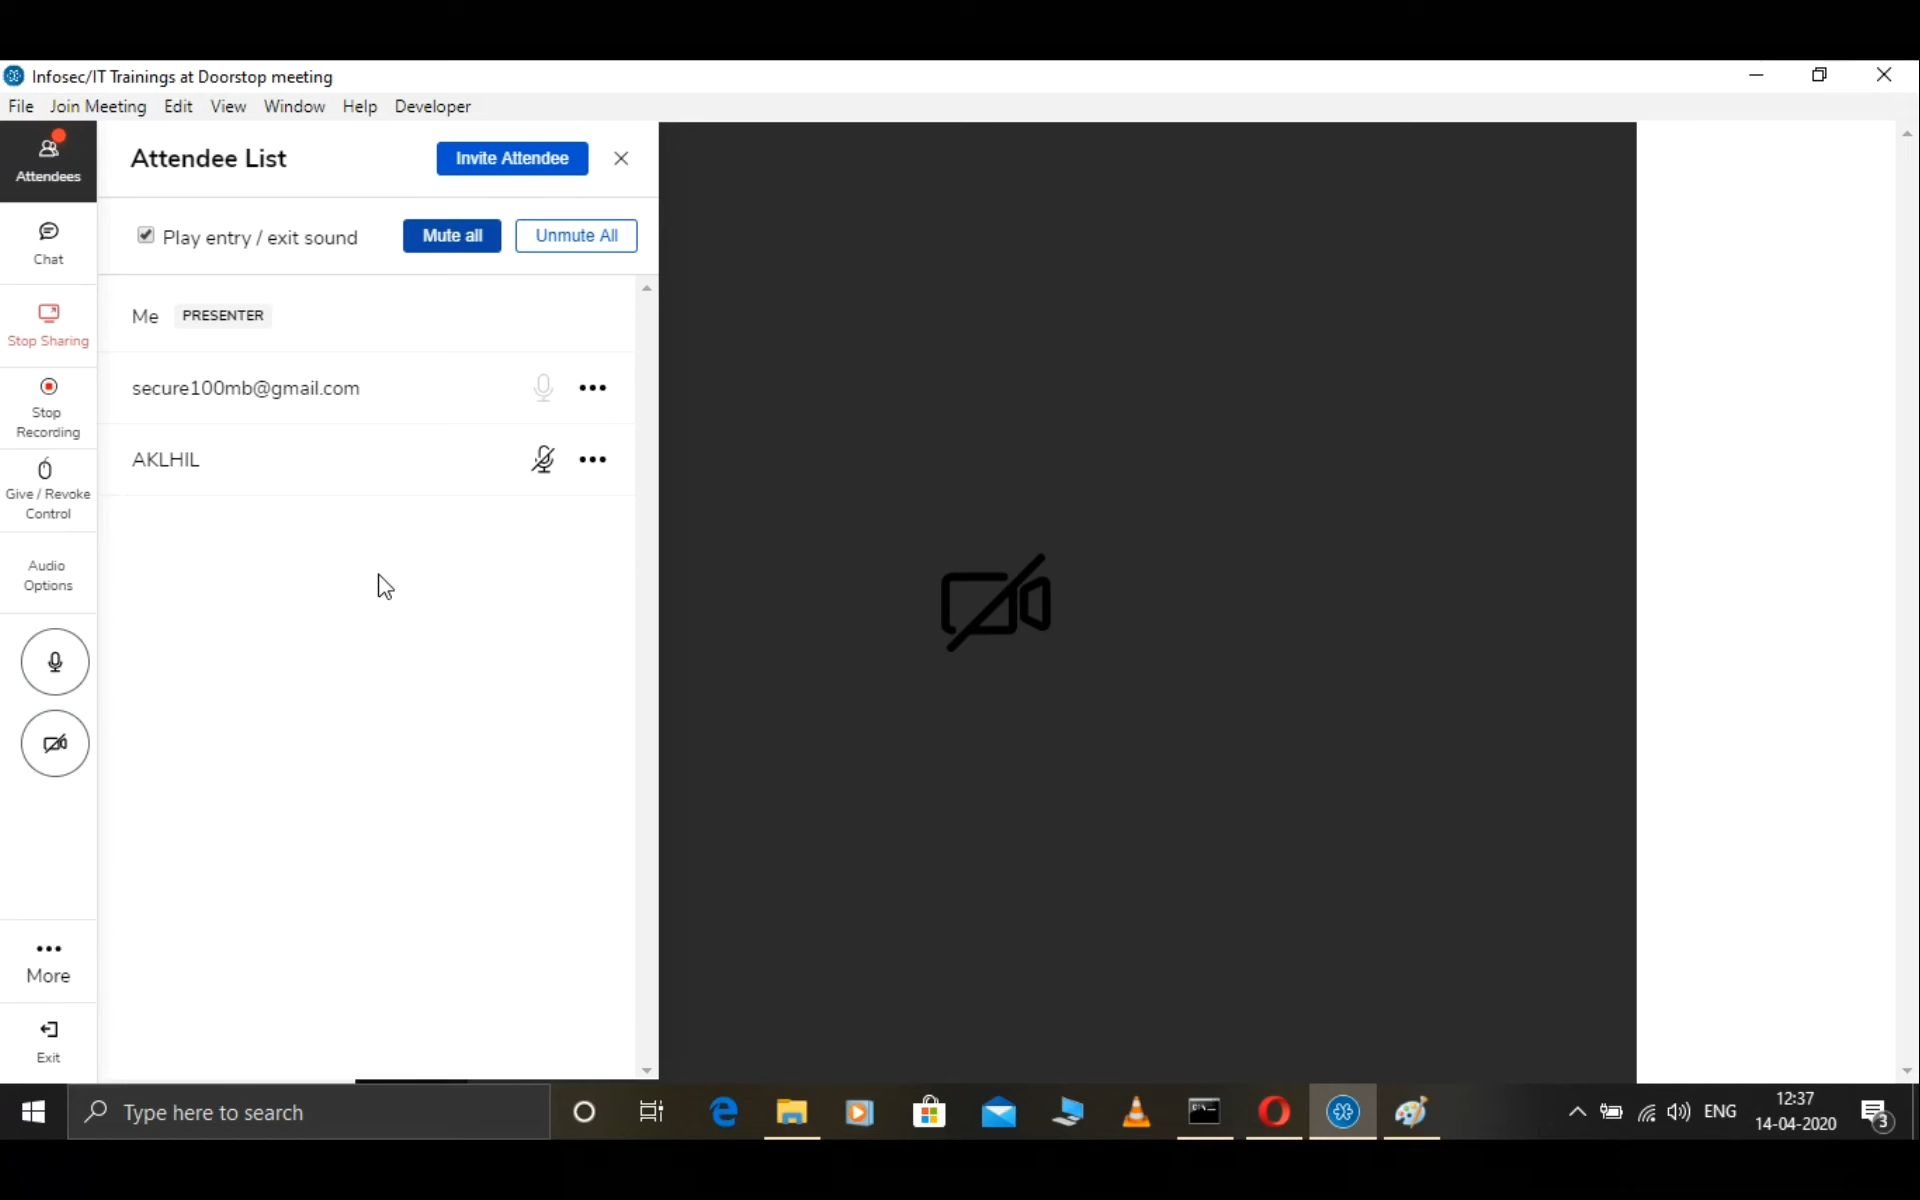 Infosec/IT Trainings at Doorstop meeting
File Join Meeting Edit View Window Help Developer
Attendees
Attendee List
Invite Attendee
Play entry / exit sound
Mute all
Unmute All
Chat
Me PRESENTER
Stop Sharing
secure100mb@gmail.com
Stop
Recording
AKLHIL
Give / Revoke
Control
Audio
Options
More
Exit
Type here to search
ENG
12:37
14-04-2020
3